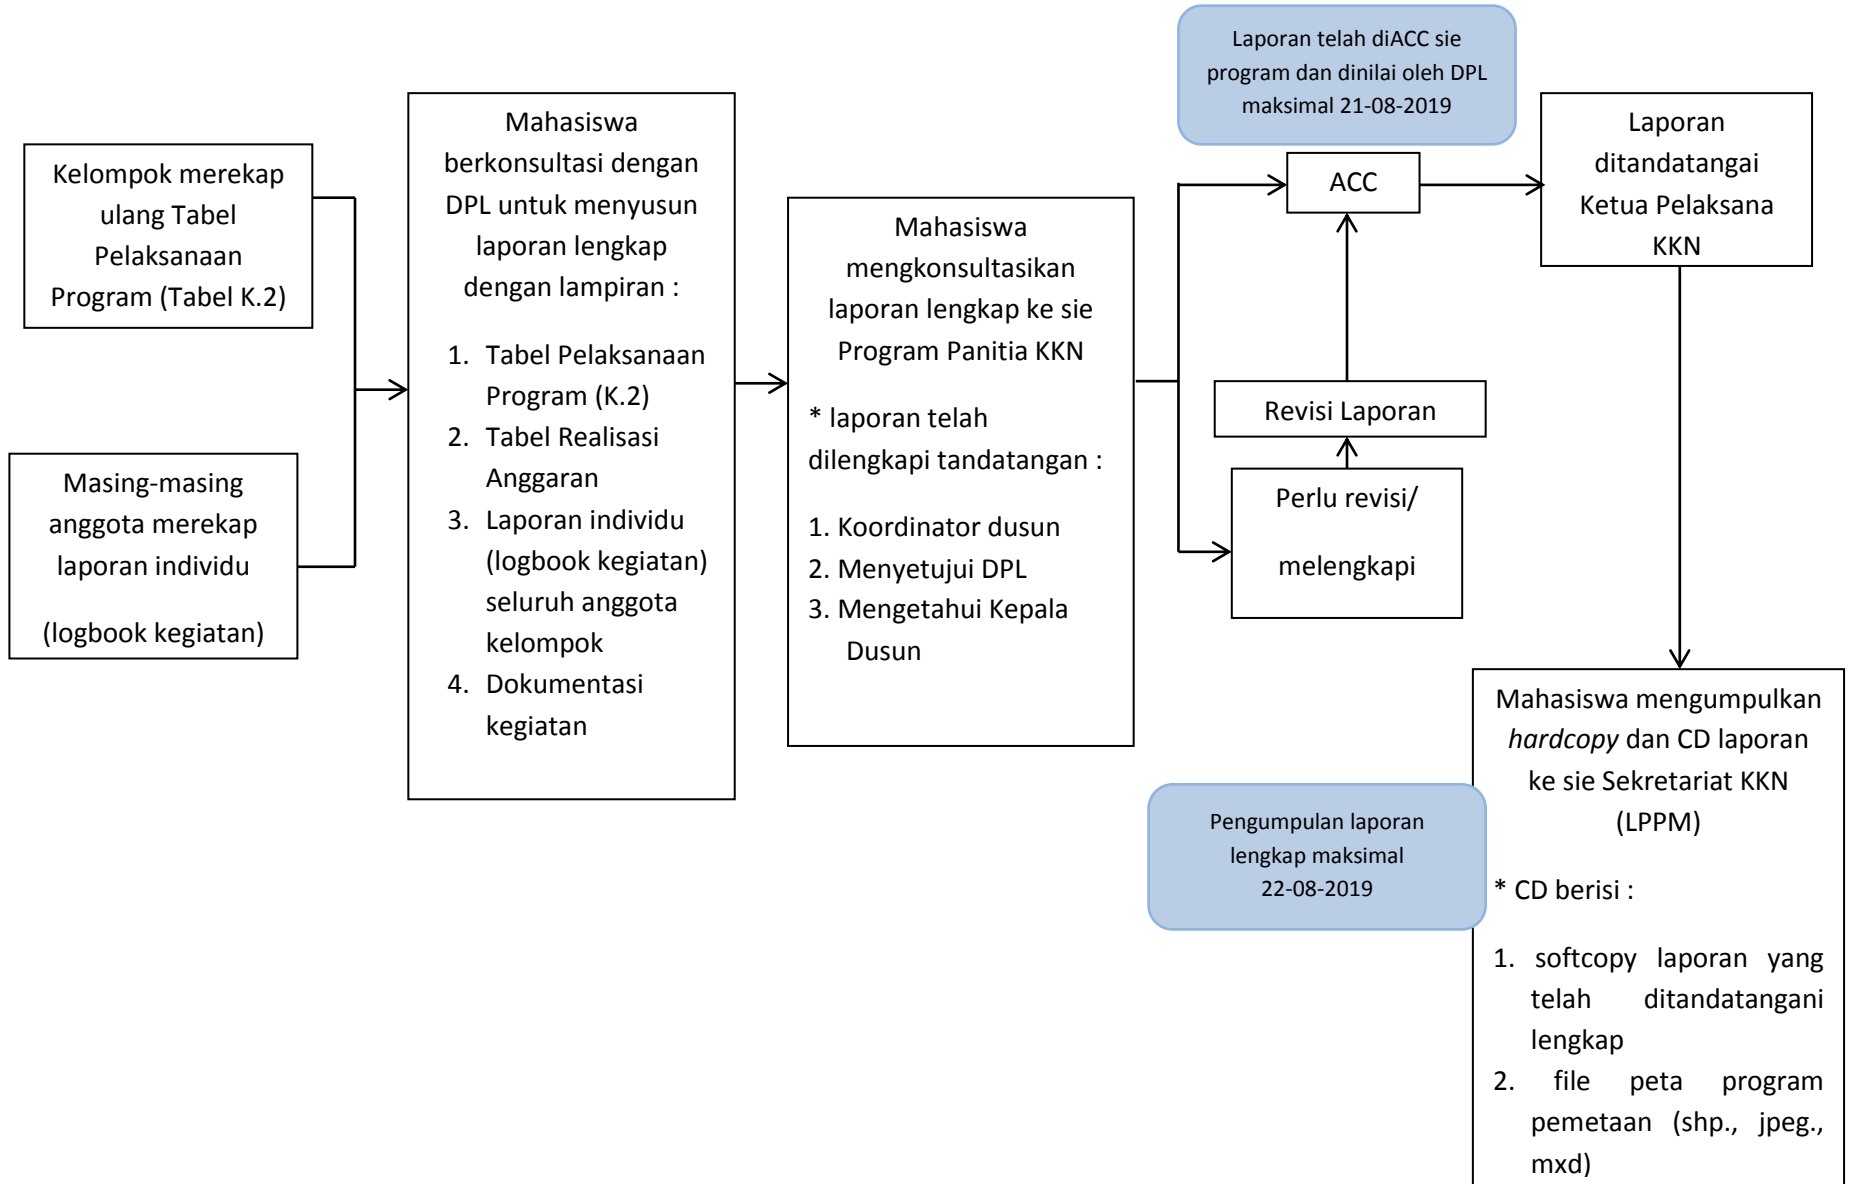 Kelompok merekap
ulang Tabel
Pelaksanaan
Program (Tabel K.2)
Masing-masing
anggota merekap
laporan individu
(logbook kegiatan)
Mahasiswa
berkonsultasi dengan
DPL untuk menyusun
laporan lengkap
dengan lampiran :
1. Tabel Pelaksanaan
Program (K.2)
2. Tabel Realisasi
Anggaran
3. Laporan individu
(logbook kegiatan)
seluruh anggota
kelompok
4. Dokumentasi
kegiatan
Mahasiswa
mengkonsultasikan
laporan lengkap ke sie
Program Panitia KKN
* laporan telah
dilengkapi tandatangan :
1. Koordinator dusun
2. Menyetujui DPL
3. Mengetahui Kepala
Dusun
Laporan telah diACC sie
program dan dinilai oleh DPL
maksimal 21-08-2019
ACC
Revisi Laporan
Perlu revisi/
melengkapi
Laporan
ditandatangai
Ketua Pelaksana
KKN
Pengumpulan laporan
lengkap maksimal
22-08-2019
Mahasiswa mengumpulkan
hardcopy dan CD laporan
ke sie Sekretariat KKN
(LPPM)
* CD berisi :
1. softcopy laporan yang
telah ditandatangani
lengkap
2. file peta program
pemetaan (shp., jpeg.,
mxd)